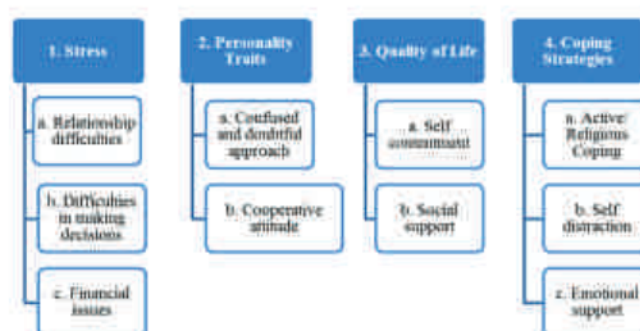 1. Stress
a. Relationship
difficulties
b. Difficulties
in making
decisions
c. Financial
issues
2. Personality
Traits
a. Confused
and doubtful
approach
b. Cooperative
attitude
3. Quality of Life
a. Self
contentment
b. Social
support
4. Coping
Strategies
a. Active
Religious
Coping
b. Self
distraction
c. Emotional
support